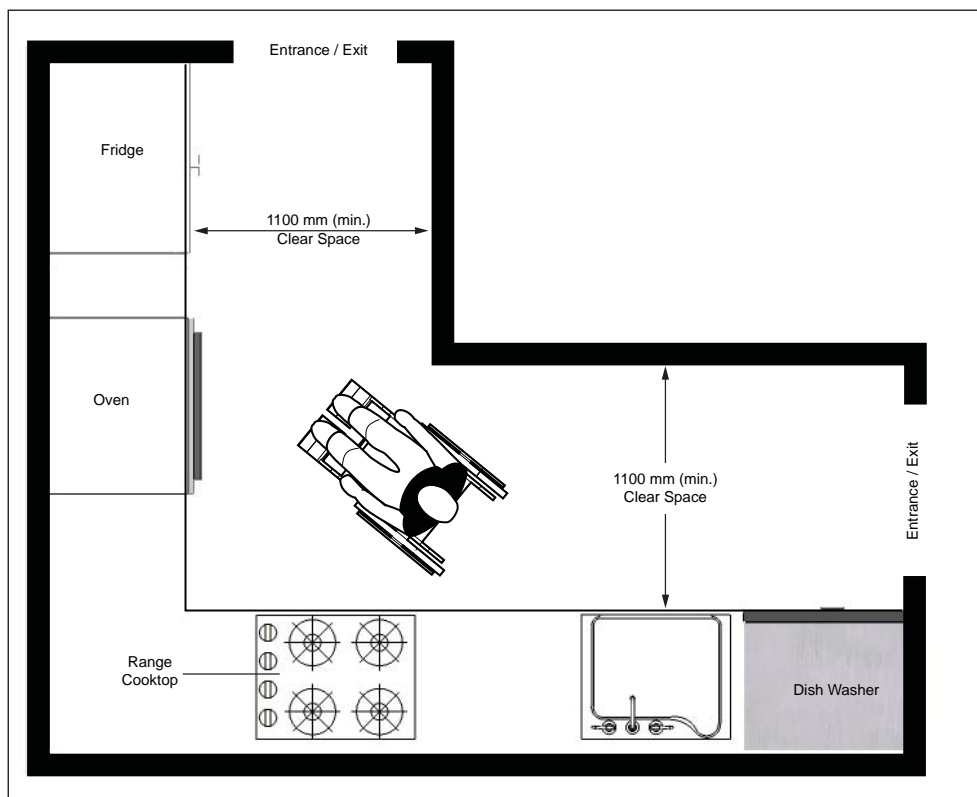 Entrance / Exit
Fridge
1100 mm (min.)
Clear Space
Oven
1100 mm (min.)
Clear Space
Entrance / Exit
Range
Cooktop
Dish Washer